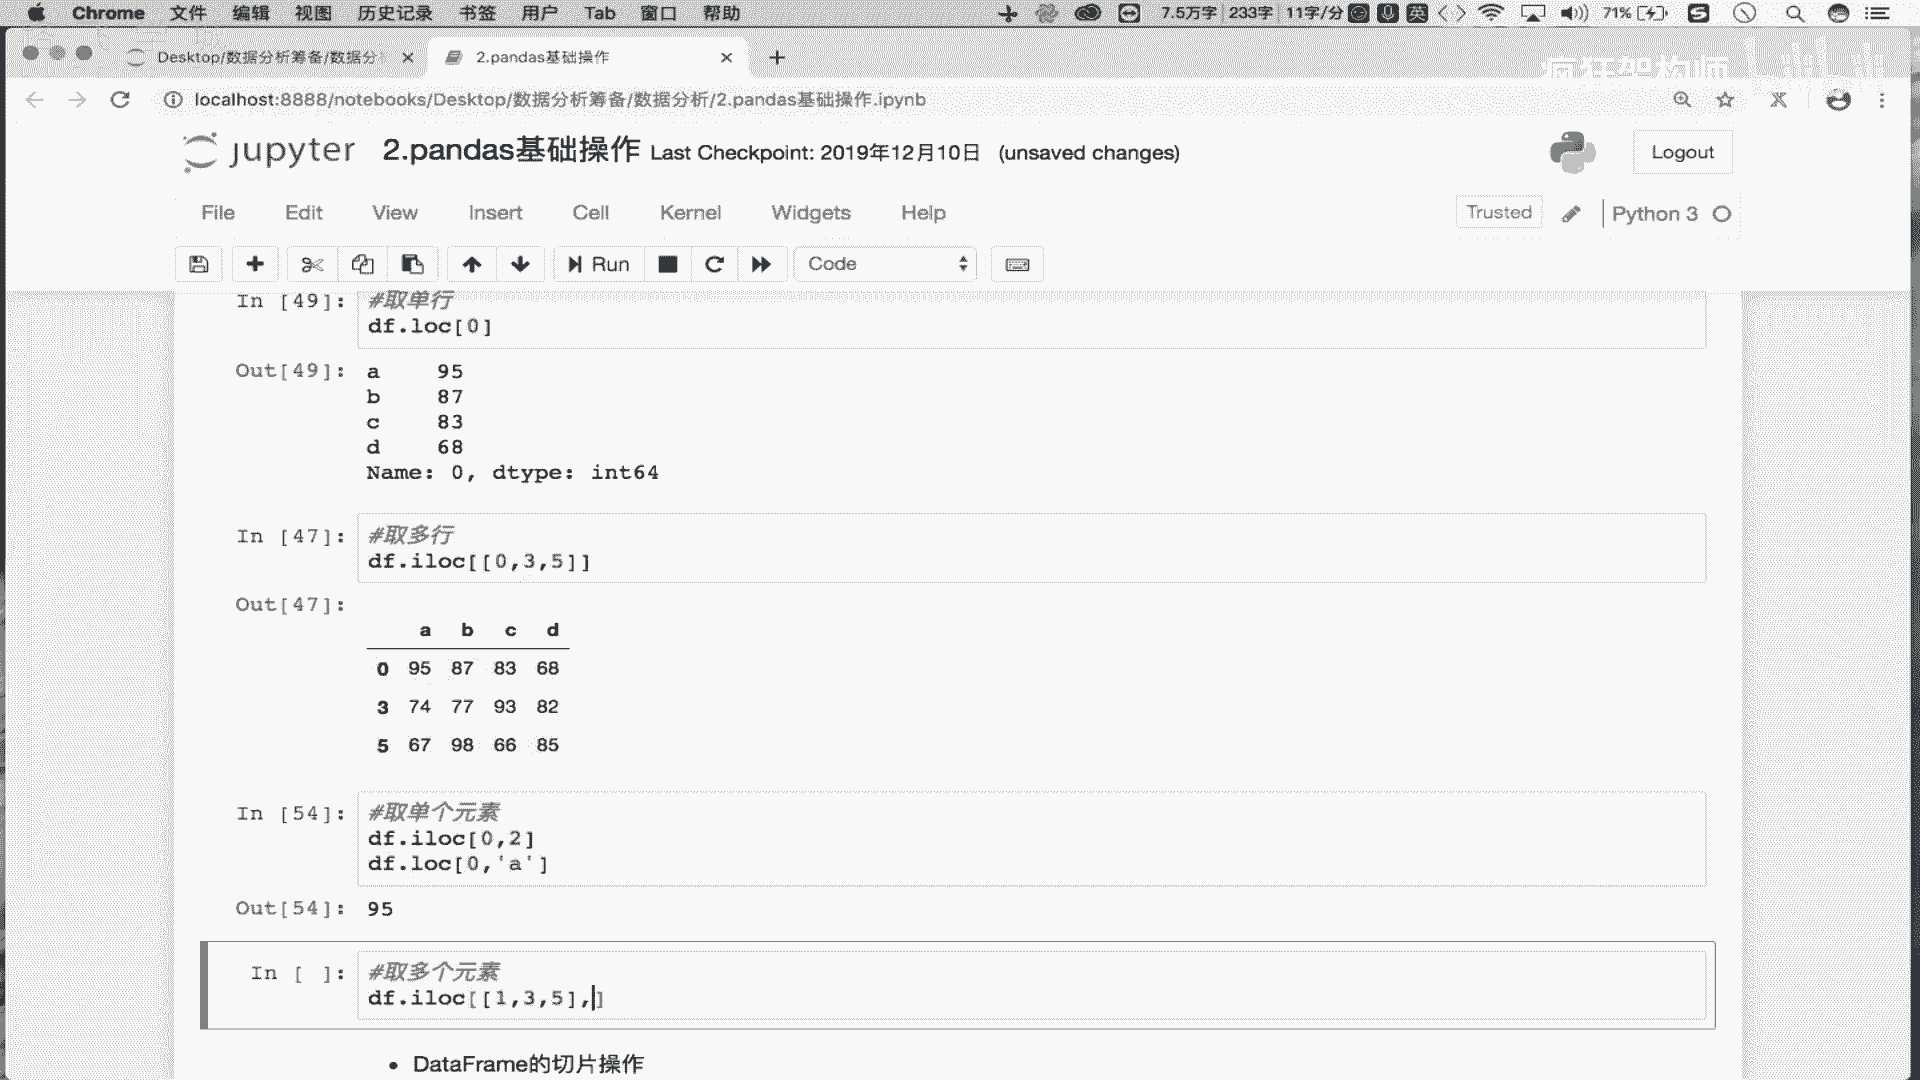 Chrome 文件 编辑 视图 历史记录 书签 用户 Tab 窗口 帮助 7.5万字 233字 11字/分 英 71%
Desktop/数据分析筹备/数据分 2.pandas基础操作
疯狂架构师 bilibili
localhost:8888/notebooks/Desktop/数据分析筹备/数据分析/2.pandas基础操作.ipynb
jupyter 2.pandas基础操作 Last Checkpoint: 2019年12月10日 (unsaved changes) Logout
File Edit View Insert Cell Kernel Widgets Help Trusted Python 3
Run Code
In [49]: #取单行
df.loc[0]
Out[49]: a 95
b 87
c 83
d 68
Name: 0, dtype: int64
In [47]: #取多行
df.iloc[[0,3,5]]
Out[47]:
a b c d
0 95 87 83 68
3 74 77 93 82
5 67 98 66 85
In [54]: #取单个元素
df.iloc[0,2]
df.loc[0,'a']
Out[54]: 95
In [ ]: #取多个元素
df.iloc[[1,3,5],]
• DataFrame的切片操作